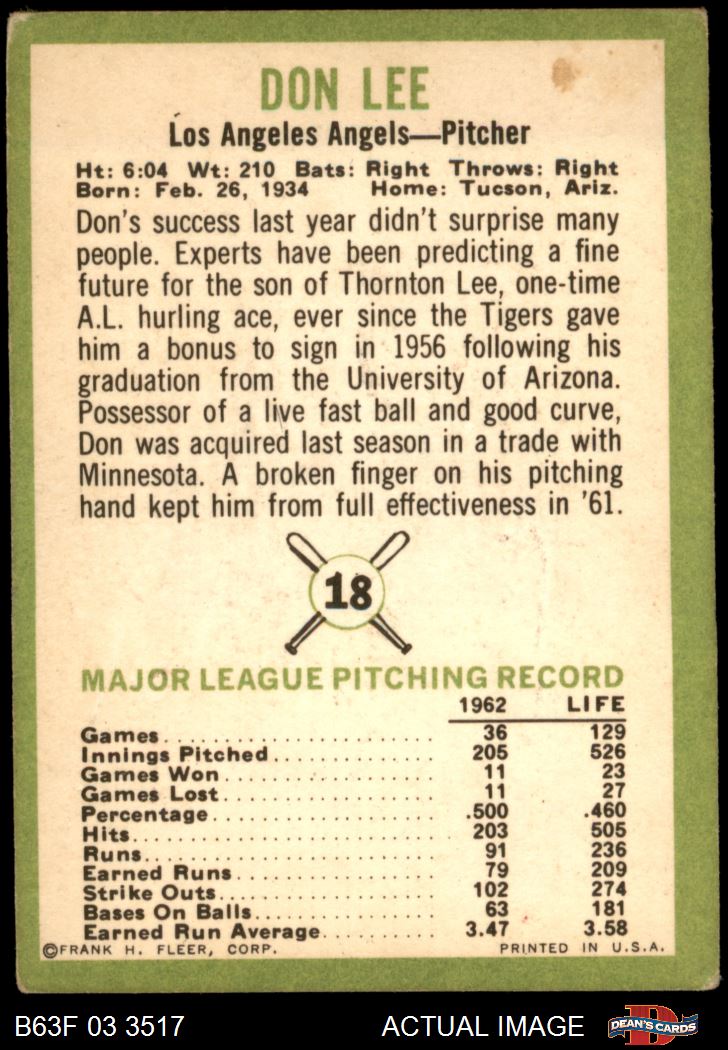 DON LEE
Los Angeles Angels—Pitcher
Ht: 6:04 Wt: 210 Bats: Right Throws: Right
Born: Feb. 26, 1934 Home: Tucson, Ariz.
Don's success last year didn't surprise many
people. Experts have been predicting a fine
future for the son of Thornton Lee, one-time
A.L. hurling ace, ever since the Tigers gave
him a bonus to sign in 1956 following his
graduation from the University of Arizona.
Possessor of a live fast ball and good curve,
Don was acquired last season in a trade with
Minnesota. A broken finger on his pitching
hand kept him from full effectiveness in '61.
18
MAJOR LEAGUE PITCHING RECORD
1962 LIFE
Games 36 129
Innings Pitched 205 526
Games Won 11 23
Games Lost 11 27
Percentage .500 .460
Hits 203 505
Runs 91 236
Earned Runs 79 209
Strike Outs 102 274
Bases On Balls 63 181
Earned Run Average 3.47 3.58
©FRANK H. FLEER, CORP. PRINTED IN U.S.A.
B63F 03 3517 ACTUAL IMAGE D DEAN'S CARDS